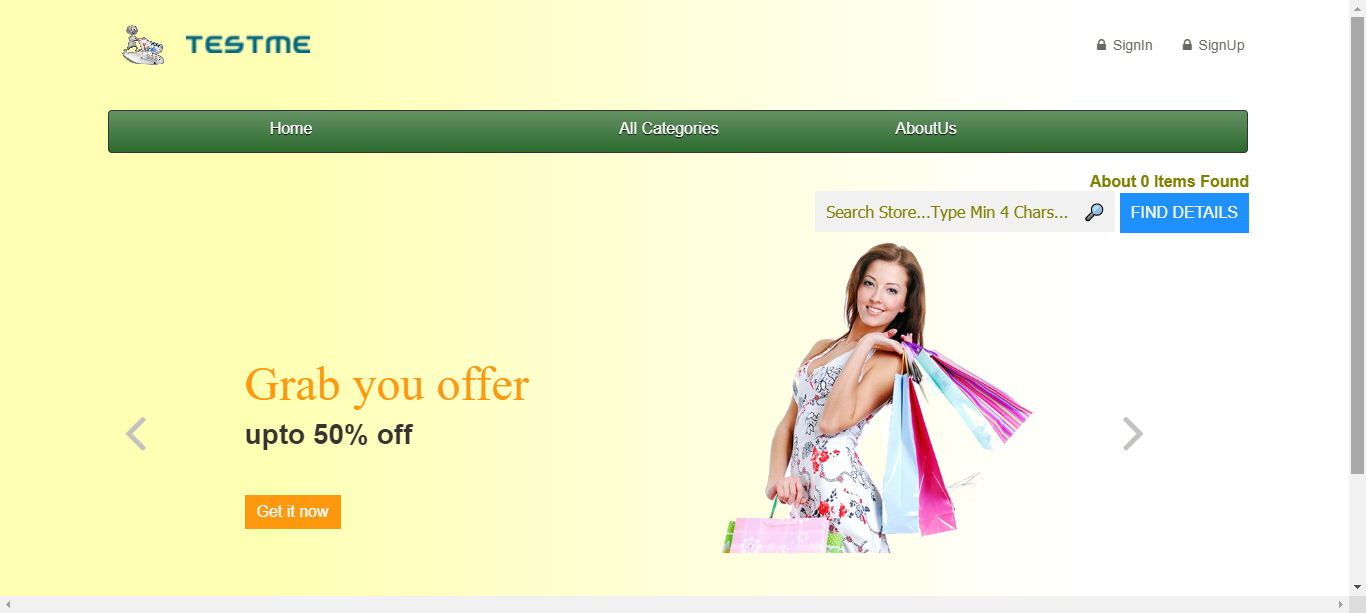 TESTME
SignIn
SignUp
Home
All Categories
AboutUs
About 0 Items Found
Search Store...Type Min 4 Chars...
FIND DETAILS
Grab you offer
upto 50% off
Get it now